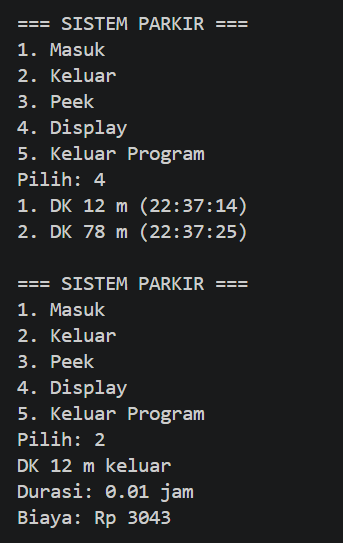 === SISTEM PARKIR ===
1. Masuk
2. Keluar
3. Peek
4. Display
5. Keluar Program
Pilih: 4
1. DK 12 m (22:37:14)
2. DK 78 m (22:37:25)

=== SISTEM PARKIR ===
1. Masuk
2. Keluar
3. Peek
4. Display
5. Keluar Program
Pilih: 2
DK 12 m keluar
Durasi: 0.01 jam
Biaya: Rp 3043